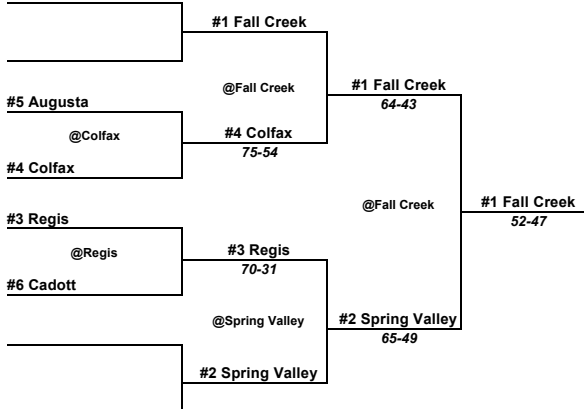 #1 Fall Creek
@Fall Creek
#1 Fall Creek
64-43
#5 Augusta
@Colfax
#4 Colfax
75-54
#4 Colfax
@Fall Creek
#1 Fall Creek
52-47
#3 Regis
@Regis
#3 Regis
70-31
#6 Cadott
@Spring Valley
#2 Spring Valley
65-49
#2 Spring Valley